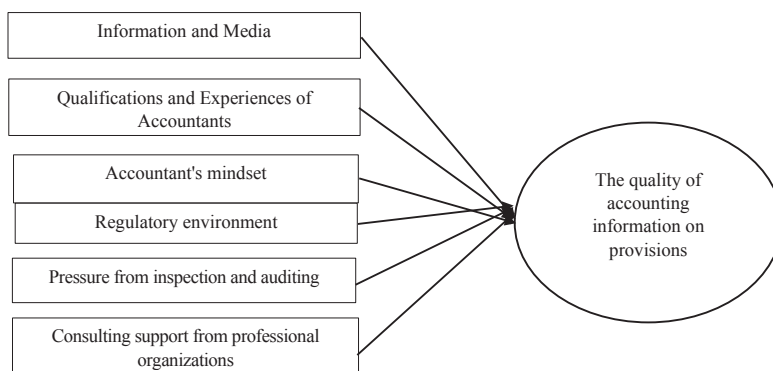 Information and Media
Qualifications and Experiences of
Accountants
Accountant's mindset
Regulatory environment
Pressure from inspection and auditing
Consulting support from professional
organizations
The quality of
accounting
information on
provisions